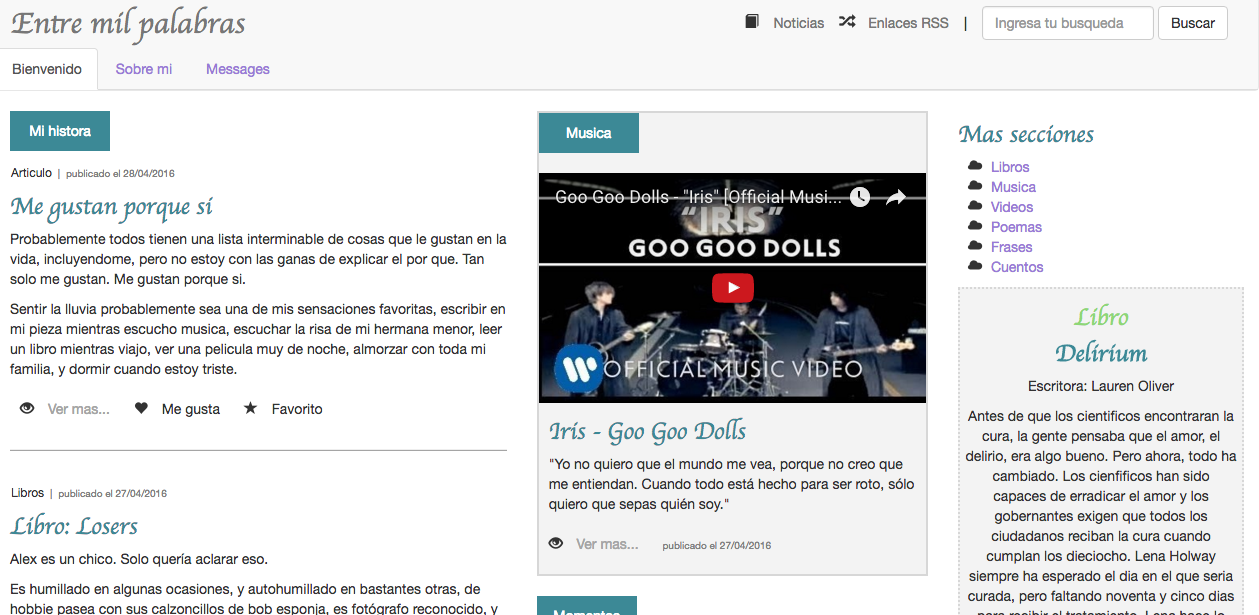 Entre mil palabras
Noticias
Enlaces RSS
|
Ingresa tu busqueda
Buscar
Bienvenido
Sobre mi
Messages
Mi histora
Articulo | publicado el 28/04/2016
Me gustan porque sí
Probablemente todos tienen una lista interminable de cosas que le gustan en la
vida, incluyendome, pero no estoy con las ganas de explicar el por que. Tan
solo me gustan. Me gustan porque si.
Sentir la lluvia probablemente sea una de mis sensaciones favoritas, escribir en
mi pieza mientras escucho musica, escuchar la risa de mi hermana menor, leer
un libro mientras viajo, ver una pelicula muy de noche, almorzar con toda mi
familia, y dormir cuando estoy triste.
Ver mas...
Me gusta
Favorito
Libros | publicado el 27/04/2016
Libro: Losers
Alex es un chico. Solo quería aclarar eso.
Es humillado en algunas ocasiones, y autohumillado en bastantes otras, de
hobbie pasea con sus calzoncillos de bob esponja, es fotógrafo reconocido, y
Musica
Goo Goo Dolls - "Iris" [Official Musi...
"IRIS"
GOO GOO DOLLS
OFFICIAL MUSIC VIDEO
Iris - Goo Goo Dolls
"Yo no quiero que el mundo me vea, porque no creo que
me entiendan. Cuando todo está hecho para ser roto, sólo
quiero que sepas quién soy."
Ver mas...
publicado el 27/04/2016
Momentos
Mas secciones
Libros
Musica
Videos
Poemas
Frases
Cuentos
Libro
Delirium
Escritora: Lauren Oliver
Antes de que los cientificos encontraran la
cura, la gente pensaba que el amor, el
delirio, era algo bueno. Pero ahora, todo ha
cambiado. Los cienfificos han sido
capaces de erradicar el amor y los
gobernantes exigen que todos los
ciudadanos reciban la cura cuando
cumplan los dieciocho. Lena Holway
siempre ha esperado el dia en el que seria
curada, pero faltando noventa y cinco dias
para recibir el tratamiento, Lena hace lo